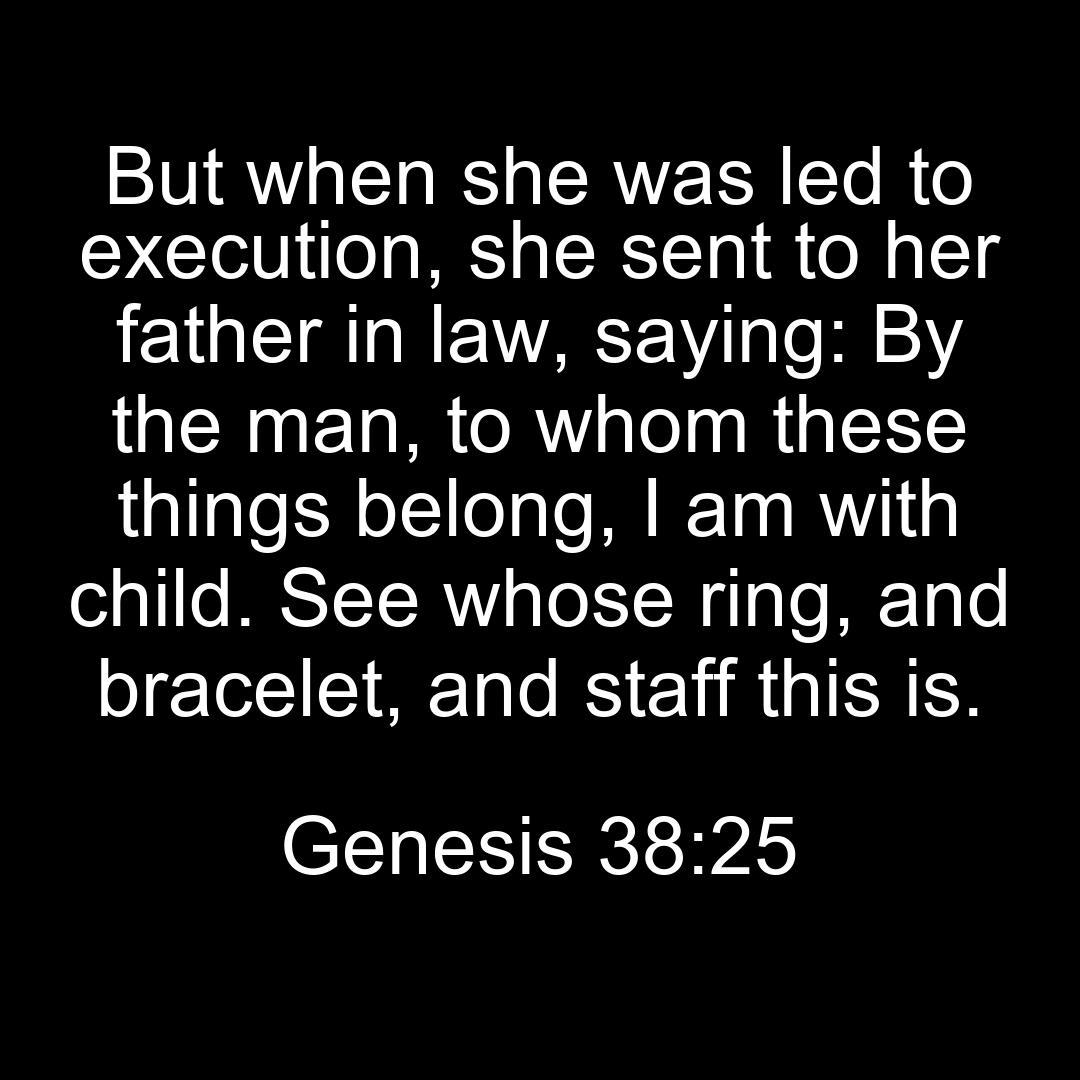 But when she was led to
execution, she sent to her
father in law, saying: By
the man, to whom these
things belong, I am with
child. See whose ring, and
bracelet, and staff this is.
Genesis 38:25